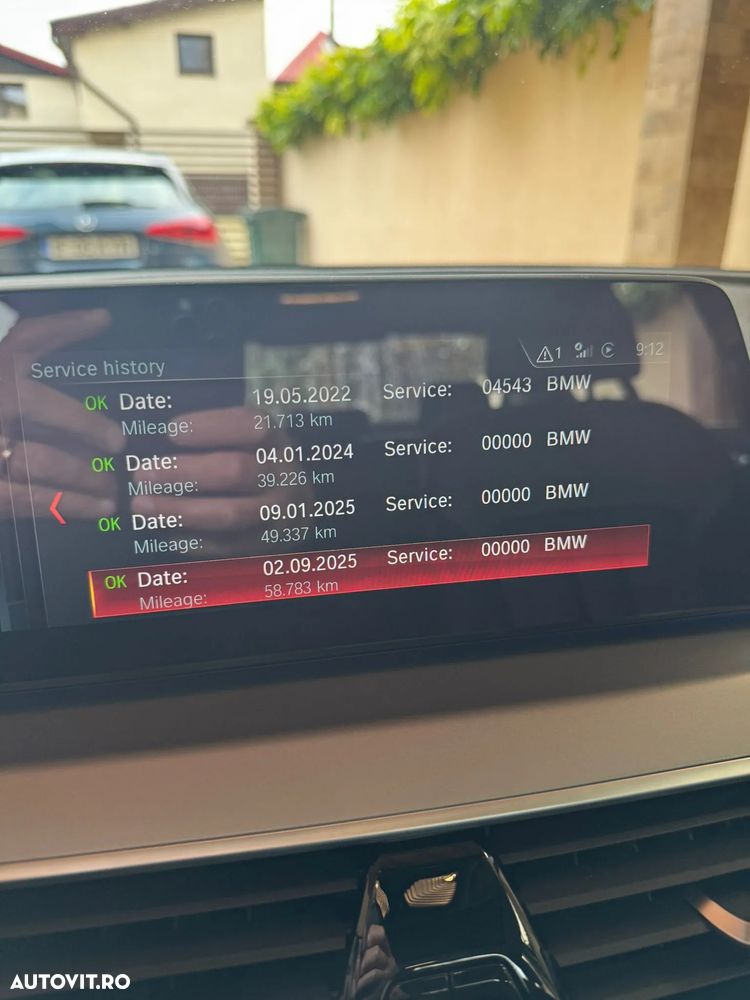 1 9:12
Service history
OK Date: 19.05.2022 Service: 04543 BMW
Mileage: 21.713 km
OK Date: 04.01.2024 Service: 00000 BMW
Mileage: 39.226 km
OK Date: 09.01.2025 Service: 00000 BMW
Mileage: 49.337 km
OK Date: 02.09.2025 Service: 00000 BMW
Mileage: 58.783 km
AUTOVIT.RO